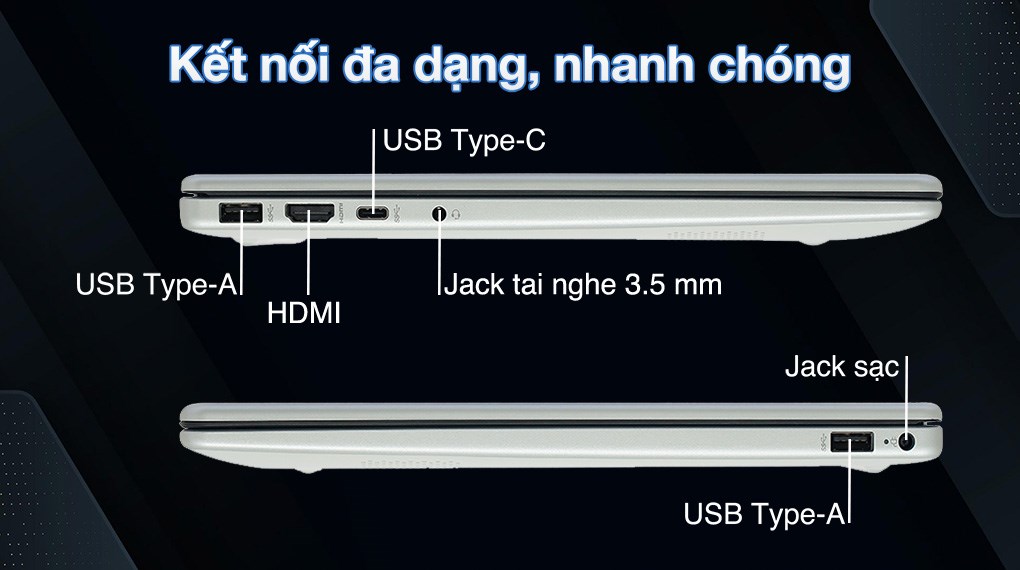 Kết nối đa dạng, nhanh chóng
USB Type-C
HDMI
USB Type-A
HDMI
Jack tai nghe 3.5 mm
Jack sạc
USB Type-A